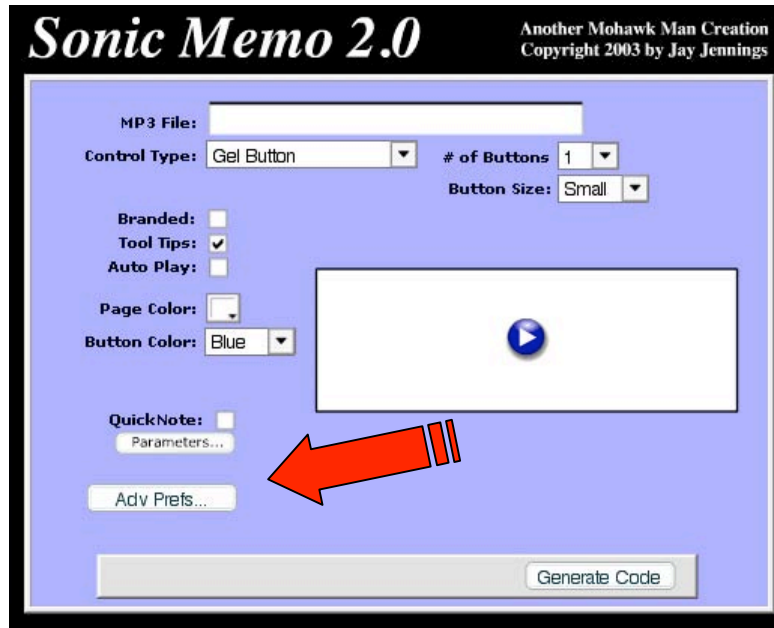 Sonic Memo 2.0
Another Mohawk Man Creation
Copyright 2003 by Jay Jennings
MP3 File:
Control Type: Gel Button
# of Buttons 1
Button Size: Small
Branded:
Tool Tips:
Auto Play:
Page Color:
Button Color: Blue
QuickNote:
Parameters...
Adv Prefs...
Generate Code